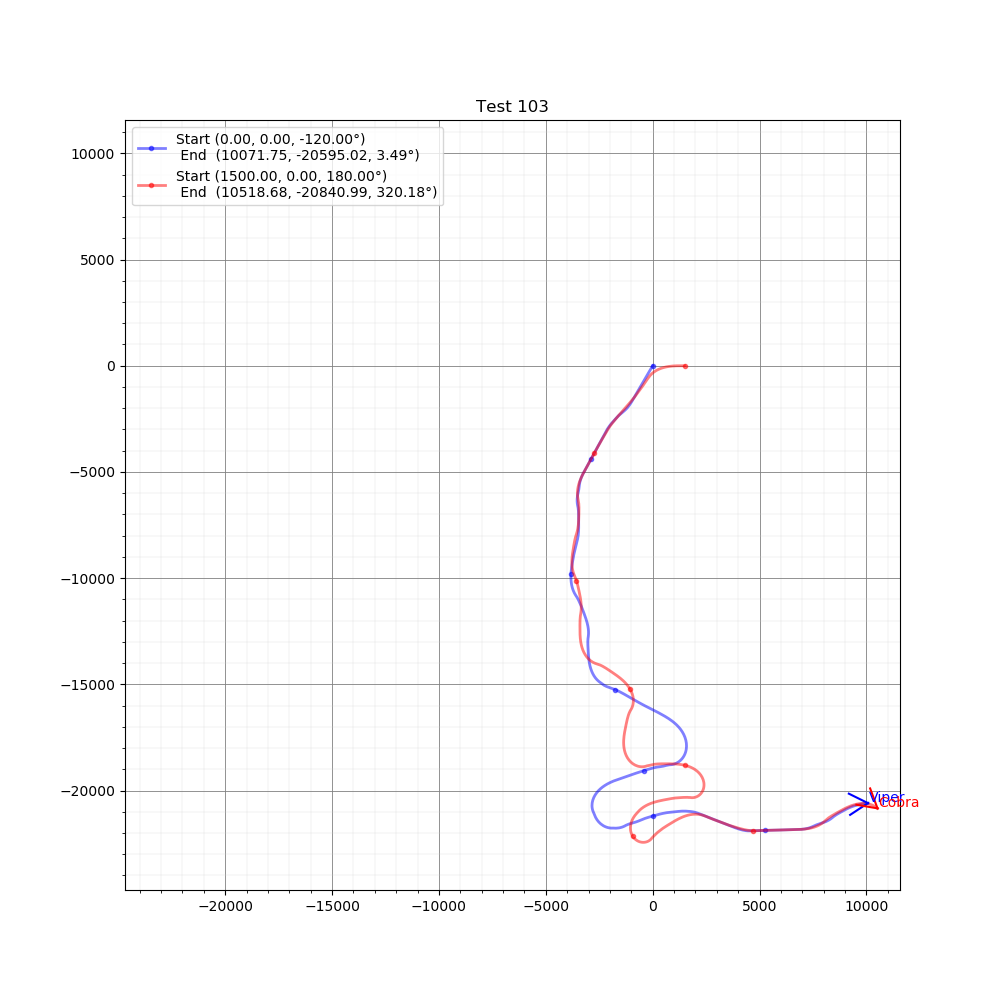 Test 103
Start (0.00, 0.00, -120.00°)
End (10071.75, -20595.02, 3.49°)
Start (1500.00, 0.00, 180.00°)
End (10518.68, -20840.99, 320.18°)
10000
5000
0
−5000
−10000
−15000
−20000
Viper
Cobra
−20000 −15000 −10000 −5000 0 5000 10000